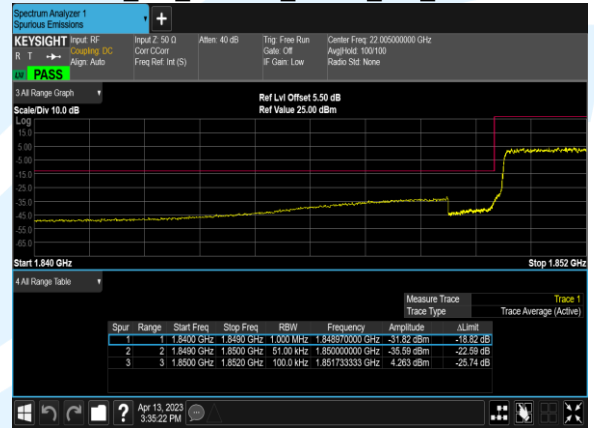 Spectrum Analyzer 1
Spurious Emissions
+
KEYSIGHT Input: RF Input Z: 50 Ω Atten: 40 dB Trig: Free Run Center Freq: 22.005000000 GHz
R T Coupling: DC Corr CCorr Gate: Off Avg|Hold: 100/100
Align: Auto Freq Ref: Int (S) IF Gain: Low Radio Std: None
PASS
3 All Range Graph
Ref Lvl Offset 5.50 dB
Scale/Div 10.0 dB Ref Value 25.00 dBm
Log
15.0
5.00
-5.00
-15.0
-25.0
-35.0
-45.0
-55.0
-65.0
Start 1.840 GHz Stop 1.852 GHz
4 All Range Table
Measure Trace Trace 1
Trace Type Trace Average (Active)
Spur Range Start Freq Stop Freq RBW Frequency Amplitude ΔLimit
1 1 1.8400 GHz 1.8490 GHz 1.000 MHz 1.848970000 GHz -31.82 dBm -18.82 dB
2 2 1.8490 GHz 1.8500 GHz 51.00 kHz 1.850000000 GHz -35.59 dBm -22.59 dB
3 3 1.8500 GHz 1.8520 GHz 100.0 kHz 1.851733333 GHz 4.263 dBm -25.74 dB
? Apr 13, 2023
3:35:22 PM